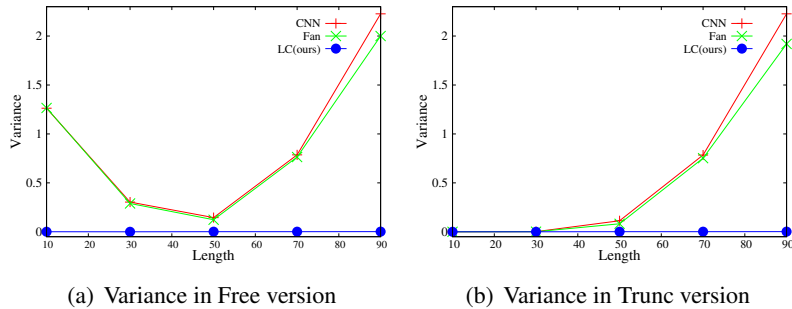 CNN
Fan
LC(ours)
2
1.5
1
0.5
0
Variance
10 20 30 40 50 60 70 80 90
Length
(a) Variance in Free version
CNN
Fan
LC(ours)
2
1.5
1
0.5
0
Variance
10 20 30 40 50 60 70 80 90
Length
(b) Variance in Trunc version